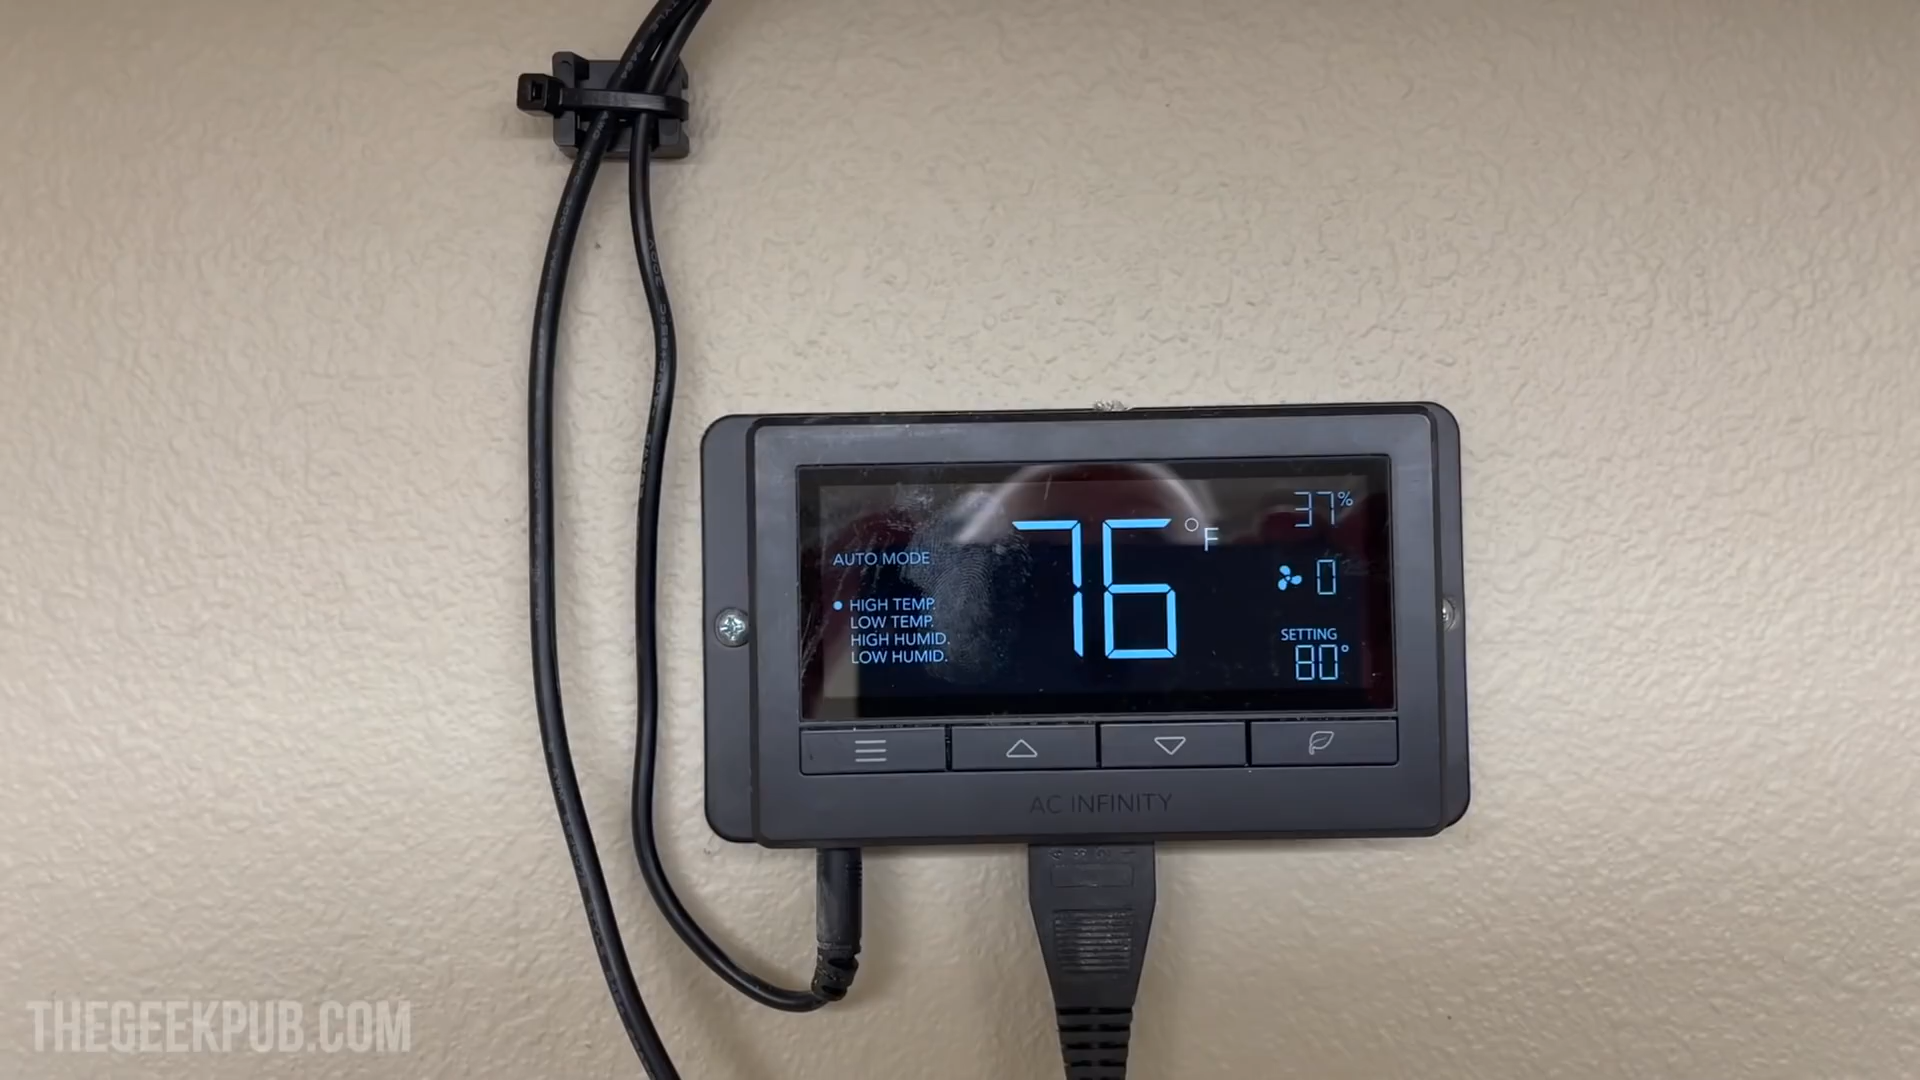 AUTO MODE
HIGH TEMP.
LOW TEMP.
HIGH HUMID.
LOW HUMID.
76 °F
37%
0
SETTING
80°
AC INFINITY
THEGEEKPUB.COM